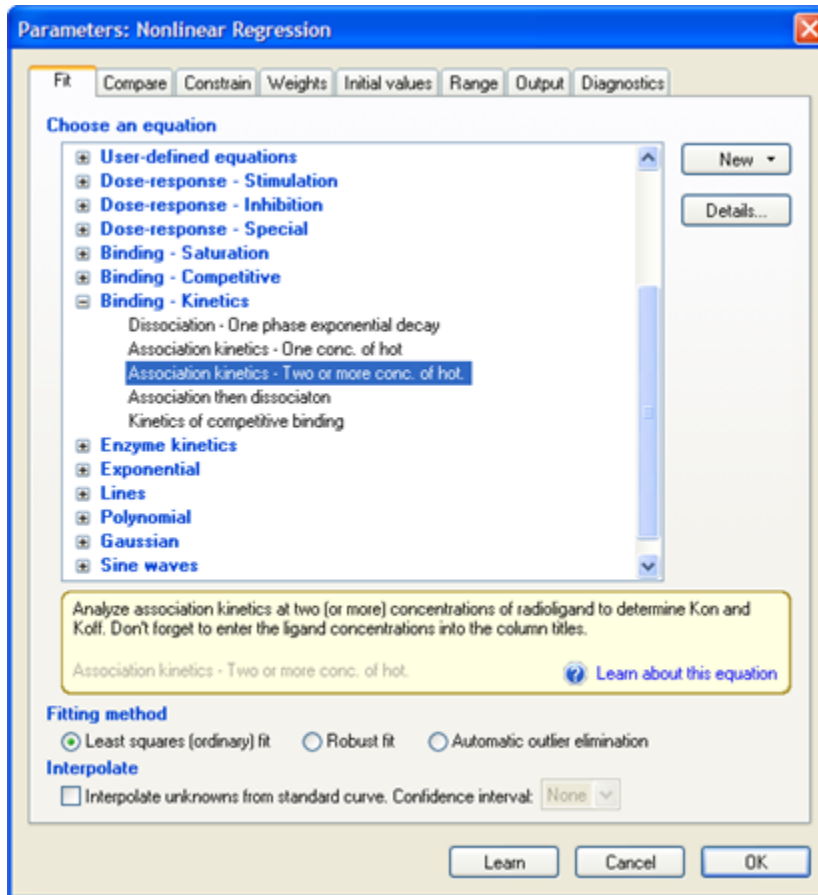 Parameters: Nonlinear Regression
Fit Compare Constrain Weights Initial values Range Output Diagnostics
Choose an equation
User-defined equations
New
Dose-response - Stimulation
Dose-response - Inhibition
Details...
Dose-response - Special
Binding - Saturation
Binding - Competitive
Binding - Kinetics
Dissociation - One phase exponential decay
Association kinetics - One conc. of hot
Association kinetics - Two or more conc. of hot.
Association then dissociaton
Kinetics of competitive binding
Enzyme kinetics
Exponential
Lines
Polynomial
Gaussian
Sine waves
Analyze association kinetics at two (or more) concentrations of radioligand to determine Kon and
Koff. Don't forget to enter the ligand concentrations into the column titles.
Association kinetics - Two or more conc. of hot.
Learn about this equation
Fitting method
Least squares (ordinary) fit Robust fit Automatic outlier elimination
Interpolate
Interpolate unknowns from standard curve. Confidence interval: None
Learn Cancel OK